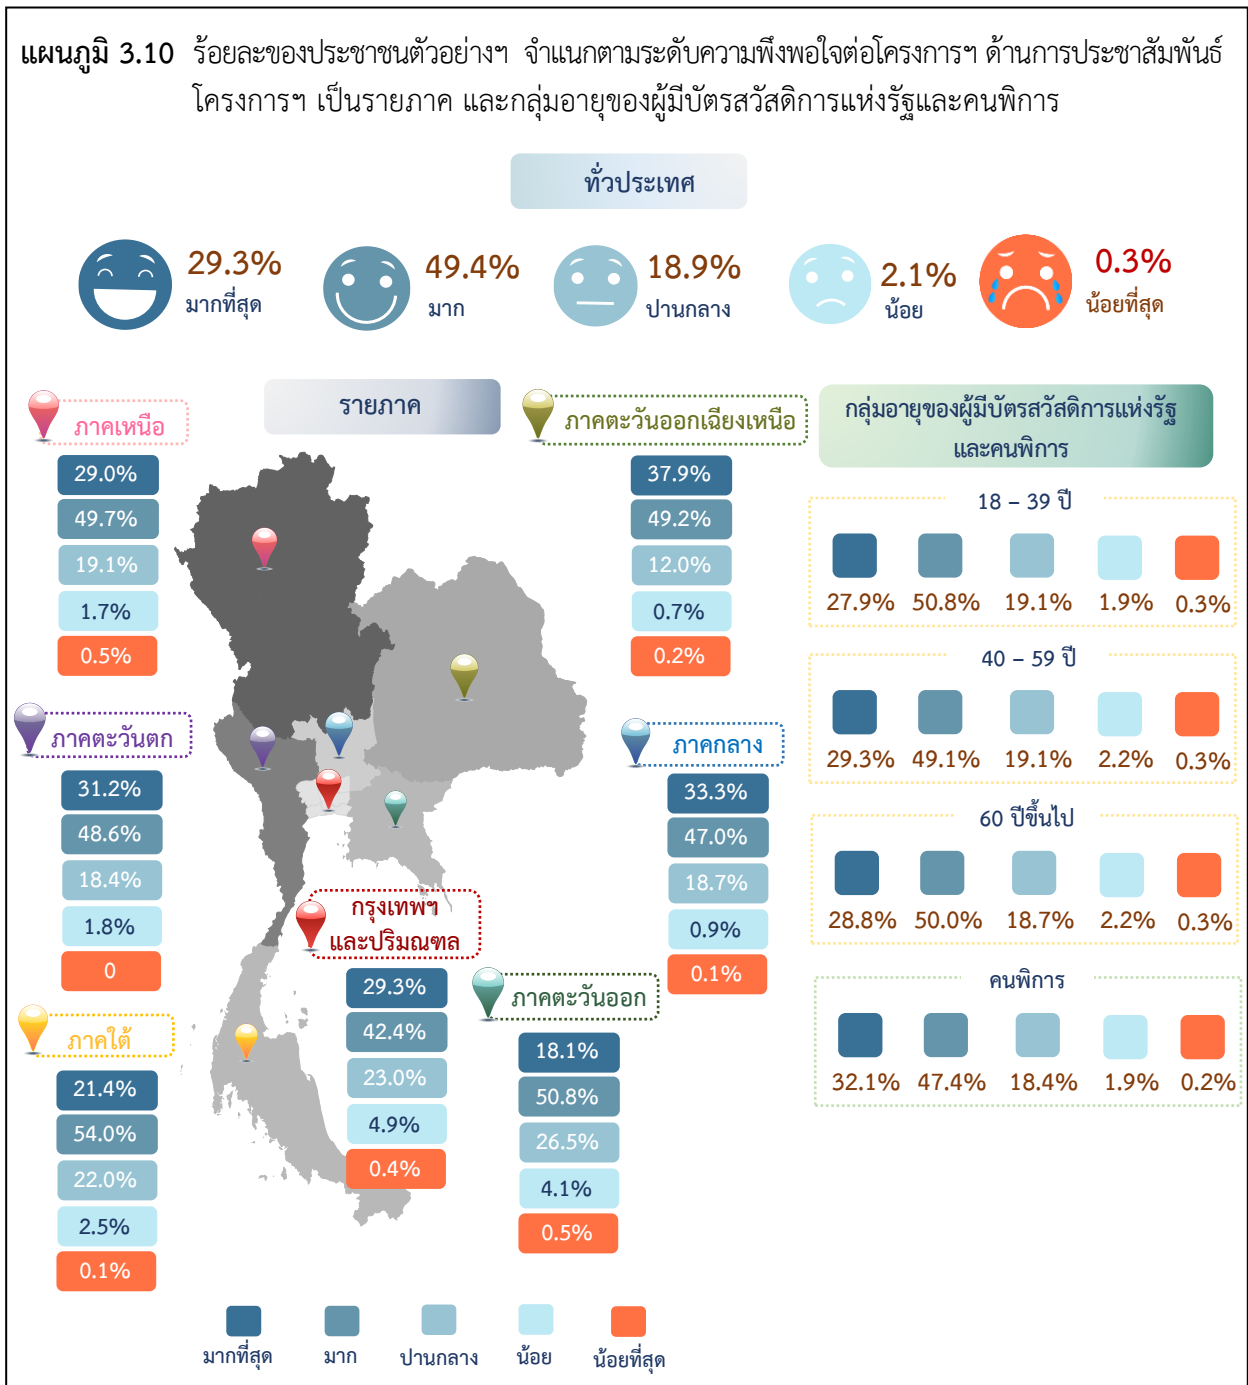 แผนภูมิ 3.10 ร้อยละของประชาชนตัวอย่างฯ จำแนกตามระดับความพึงพอใจต่อโครงการฯ ด้านการประชาสัมพันธ์
โครงการฯ เป็นรายภาค และกลุ่มอายุของผู้มีบัตรสวัสดิการแห่งรัฐและคนพิการ
ทั่วประเทศ
29.3%
มากที่สุด
49.4%
มาก
18.9%
ปานกลาง
2.1%
น้อย
0.3%
น้อยที่สุด
รายภาค
ภาคเหนือ
29.0%
49.7%
19.1%
1.7%
0.5%
ภาคตะวันออกเฉียงเหนือ
37.9%
49.2%
12.0%
0.7%
0.2%
ภาคตะวันตก
31.2%
48.6%
18.4%
1.8%
0
ภาคกลาง
33.3%
47.0%
18.7%
0.9%
0.1%
กรุงเทพฯ
และปริมณฑล
29.3%
42.4%
23.0%
4.9%
0.4%
ภาคตะวันออก
18.1%
50.8%
26.5%
4.1%
0.5%
ภาคใต้
21.4%
54.0%
22.0%
2.5%
0.1%
กลุ่มอายุของผู้มีบัตรสวัสดิการแห่งรัฐ
และคนพิการ
18 – 39 ปี
27.9% 50.8% 19.1% 1.9% 0.3%
40 – 59 ปี
29.3% 49.1% 19.1% 2.2% 0.3%
60 ปีขึ้นไป
28.8% 50.0% 18.7% 2.2% 0.3%
คนพิการ
32.1% 47.4% 18.4% 1.9% 0.2%
มากที่สุด มาก ปานกลาง น้อย น้อยที่สุด